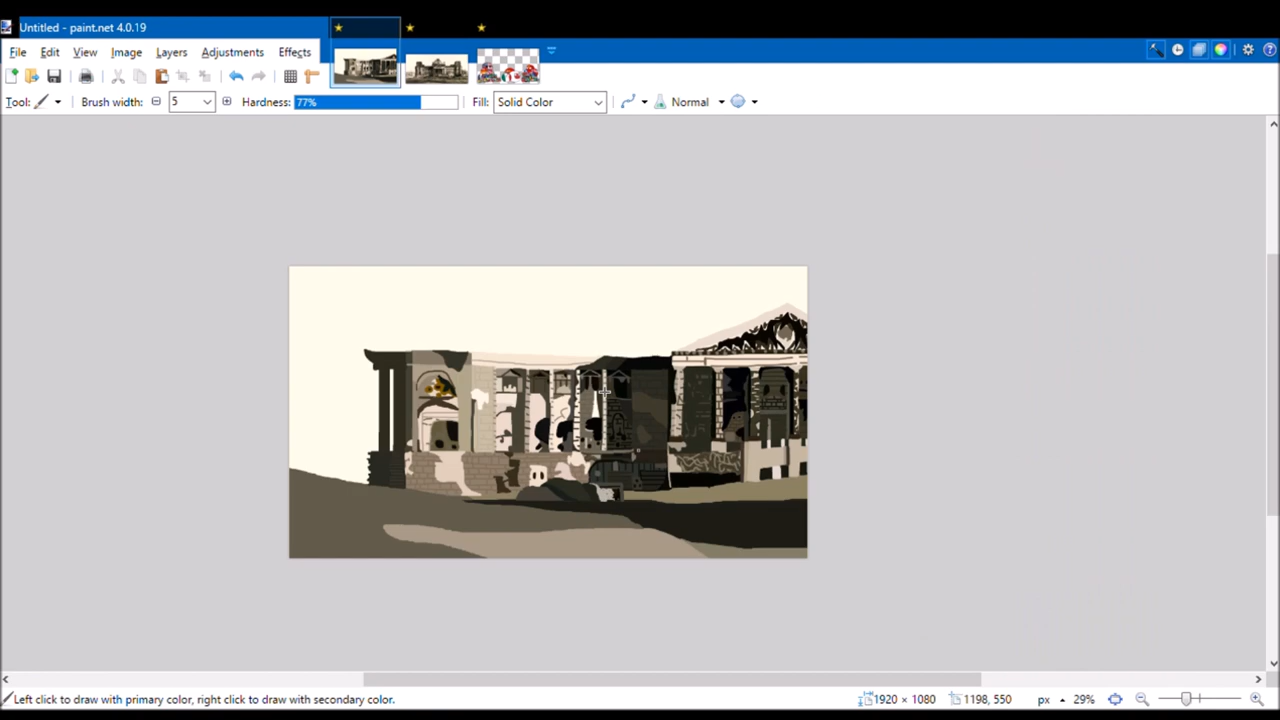 Untitled - paint.net 4.0.19
File Edit View Image Layers Adjustments Effects
Tool: Brush width: 5 Hardness: 77% Fill: Solid Color Normal
Left click to draw with primary color, right click to draw with secondary color. 1920 × 1080 1198, 550 px 29%